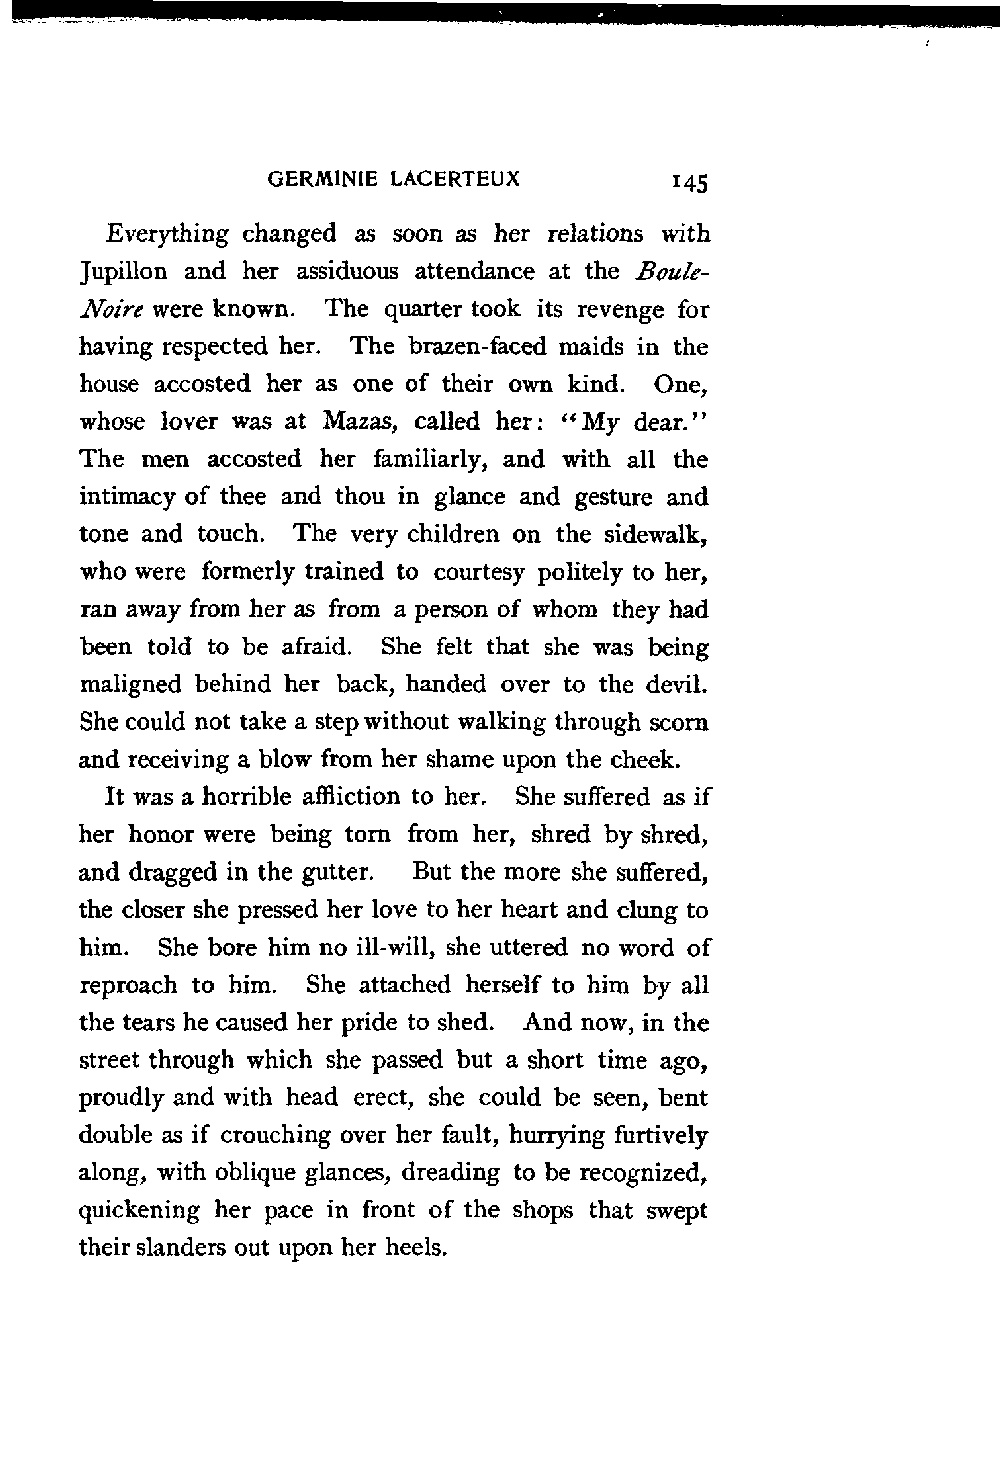 GERMINIE LACERTEUX 145
Everything changed as soon as her relations with
Jupillon and her assiduous attendance at the Boule-
Noire were known. The quarter took its revenge for
having respected her. The brazen-faced maids in the
house accosted her as one of their own kind. One,
whose lover was at Mazas, called her: “My dear.”
The men accosted her familiarly, and with all the
intimacy of thee and thou in glance and gesture and
tone and touch. The very children on the sidewalk,
who were formerly trained to courtesy politely to her,
ran away from her as from a person of whom they had
been told to be afraid. She felt that she was being
maligned behind her back, handed over to the devil.
She could not take a step without walking through scorn
and receiving a blow from her shame upon the cheek.
It was a horrible affliction to her. She suffered as if
her honor were being torn from her, shred by shred,
and dragged in the gutter. But the more she suffered,
the closer she pressed her love to her heart and clung to
him. She bore him no ill-will, she uttered no word of
reproach to him. She attached herself to him by all
the tears he caused her pride to shed. And now, in the
street through which she passed but a short time ago,
proudly and with head erect, she could be seen, bent
double as if crouching over her fault, hurrying furtively
along, with oblique glances, dreading to be recognized,
quickening her pace in front of the shops that swept
their slanders out upon her heels.